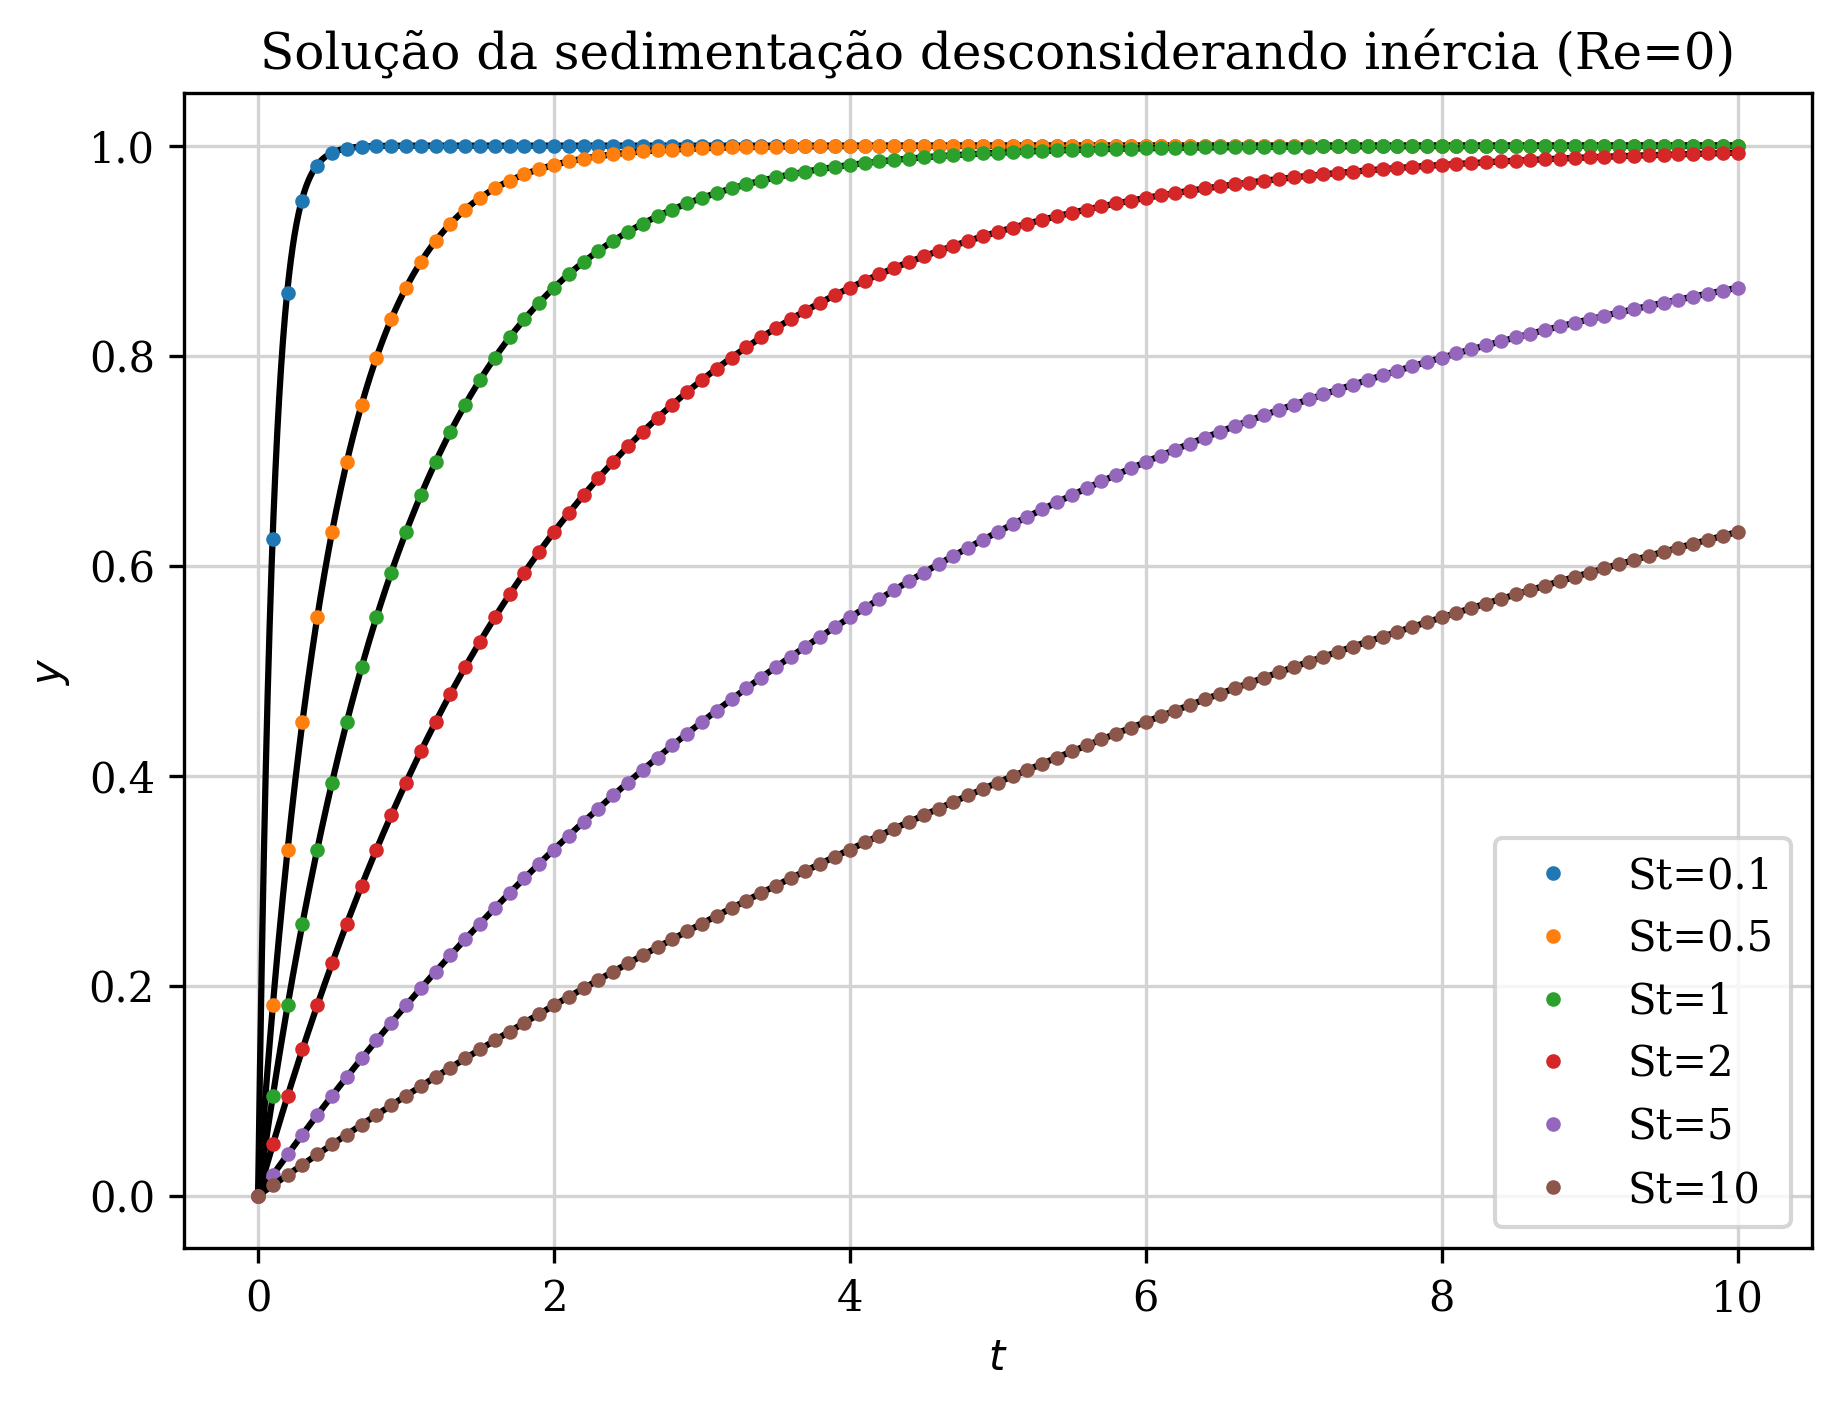 Solução da sedimentação desconsiderando inércia (Re=0)
1.0
0.8
0.6
0.4
0.2
0.0
y
0 2 4 6 8 10
t
St=0.1
St=0.5
St=1
St=2
St=5
St=10